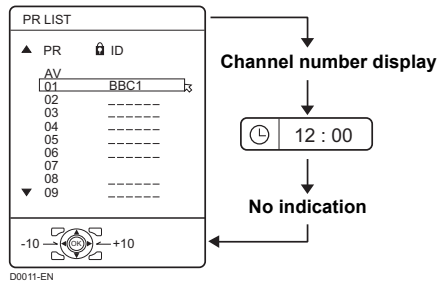 PR LIST
PR ID
AV
01 BBC1
02 ______
03 ______
04 ______
05 ______
06 ______
07
08 ______
09 ______
-10 OK +10
D0011-EN
Channel number display
12 : 00
No indication